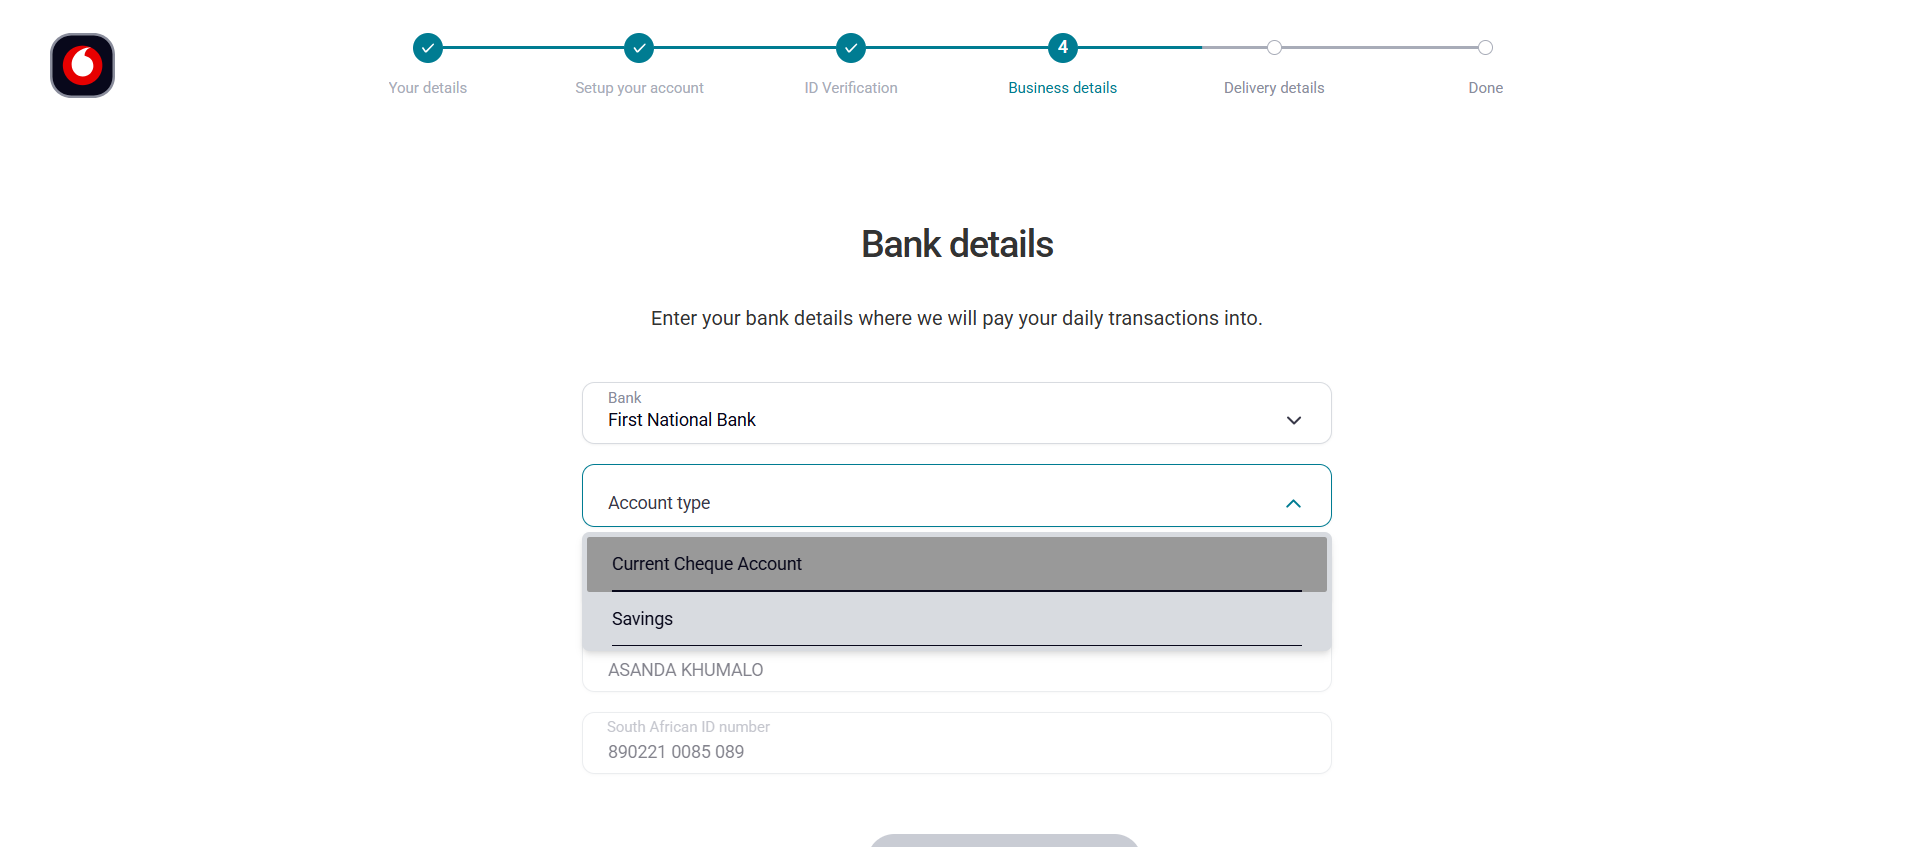 4
Your details
Setup your account
ID Verification
Business details
Delivery details
Done
Bank details
Enter your bank details where we will pay your daily transactions into.
Bank
First National Bank
Account type
Current Cheque Account
Savings
ASANDA KHUMALO
South African ID number
890221 0085 089